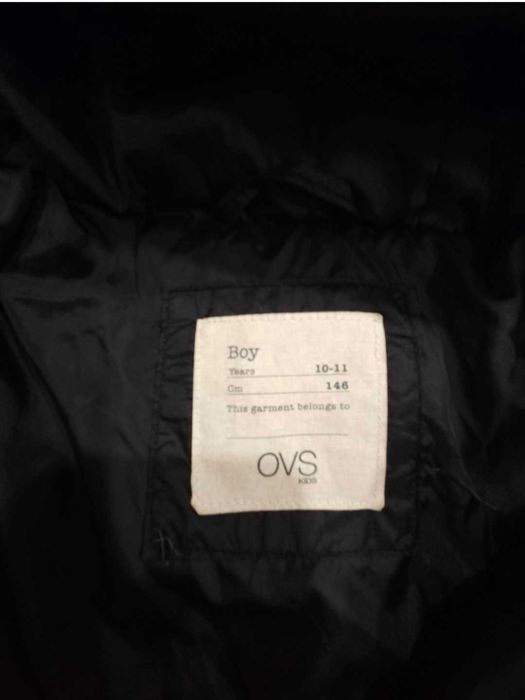 Boy
Years 10-11
Cm 146
This garment belongs to
OVS
KIDS